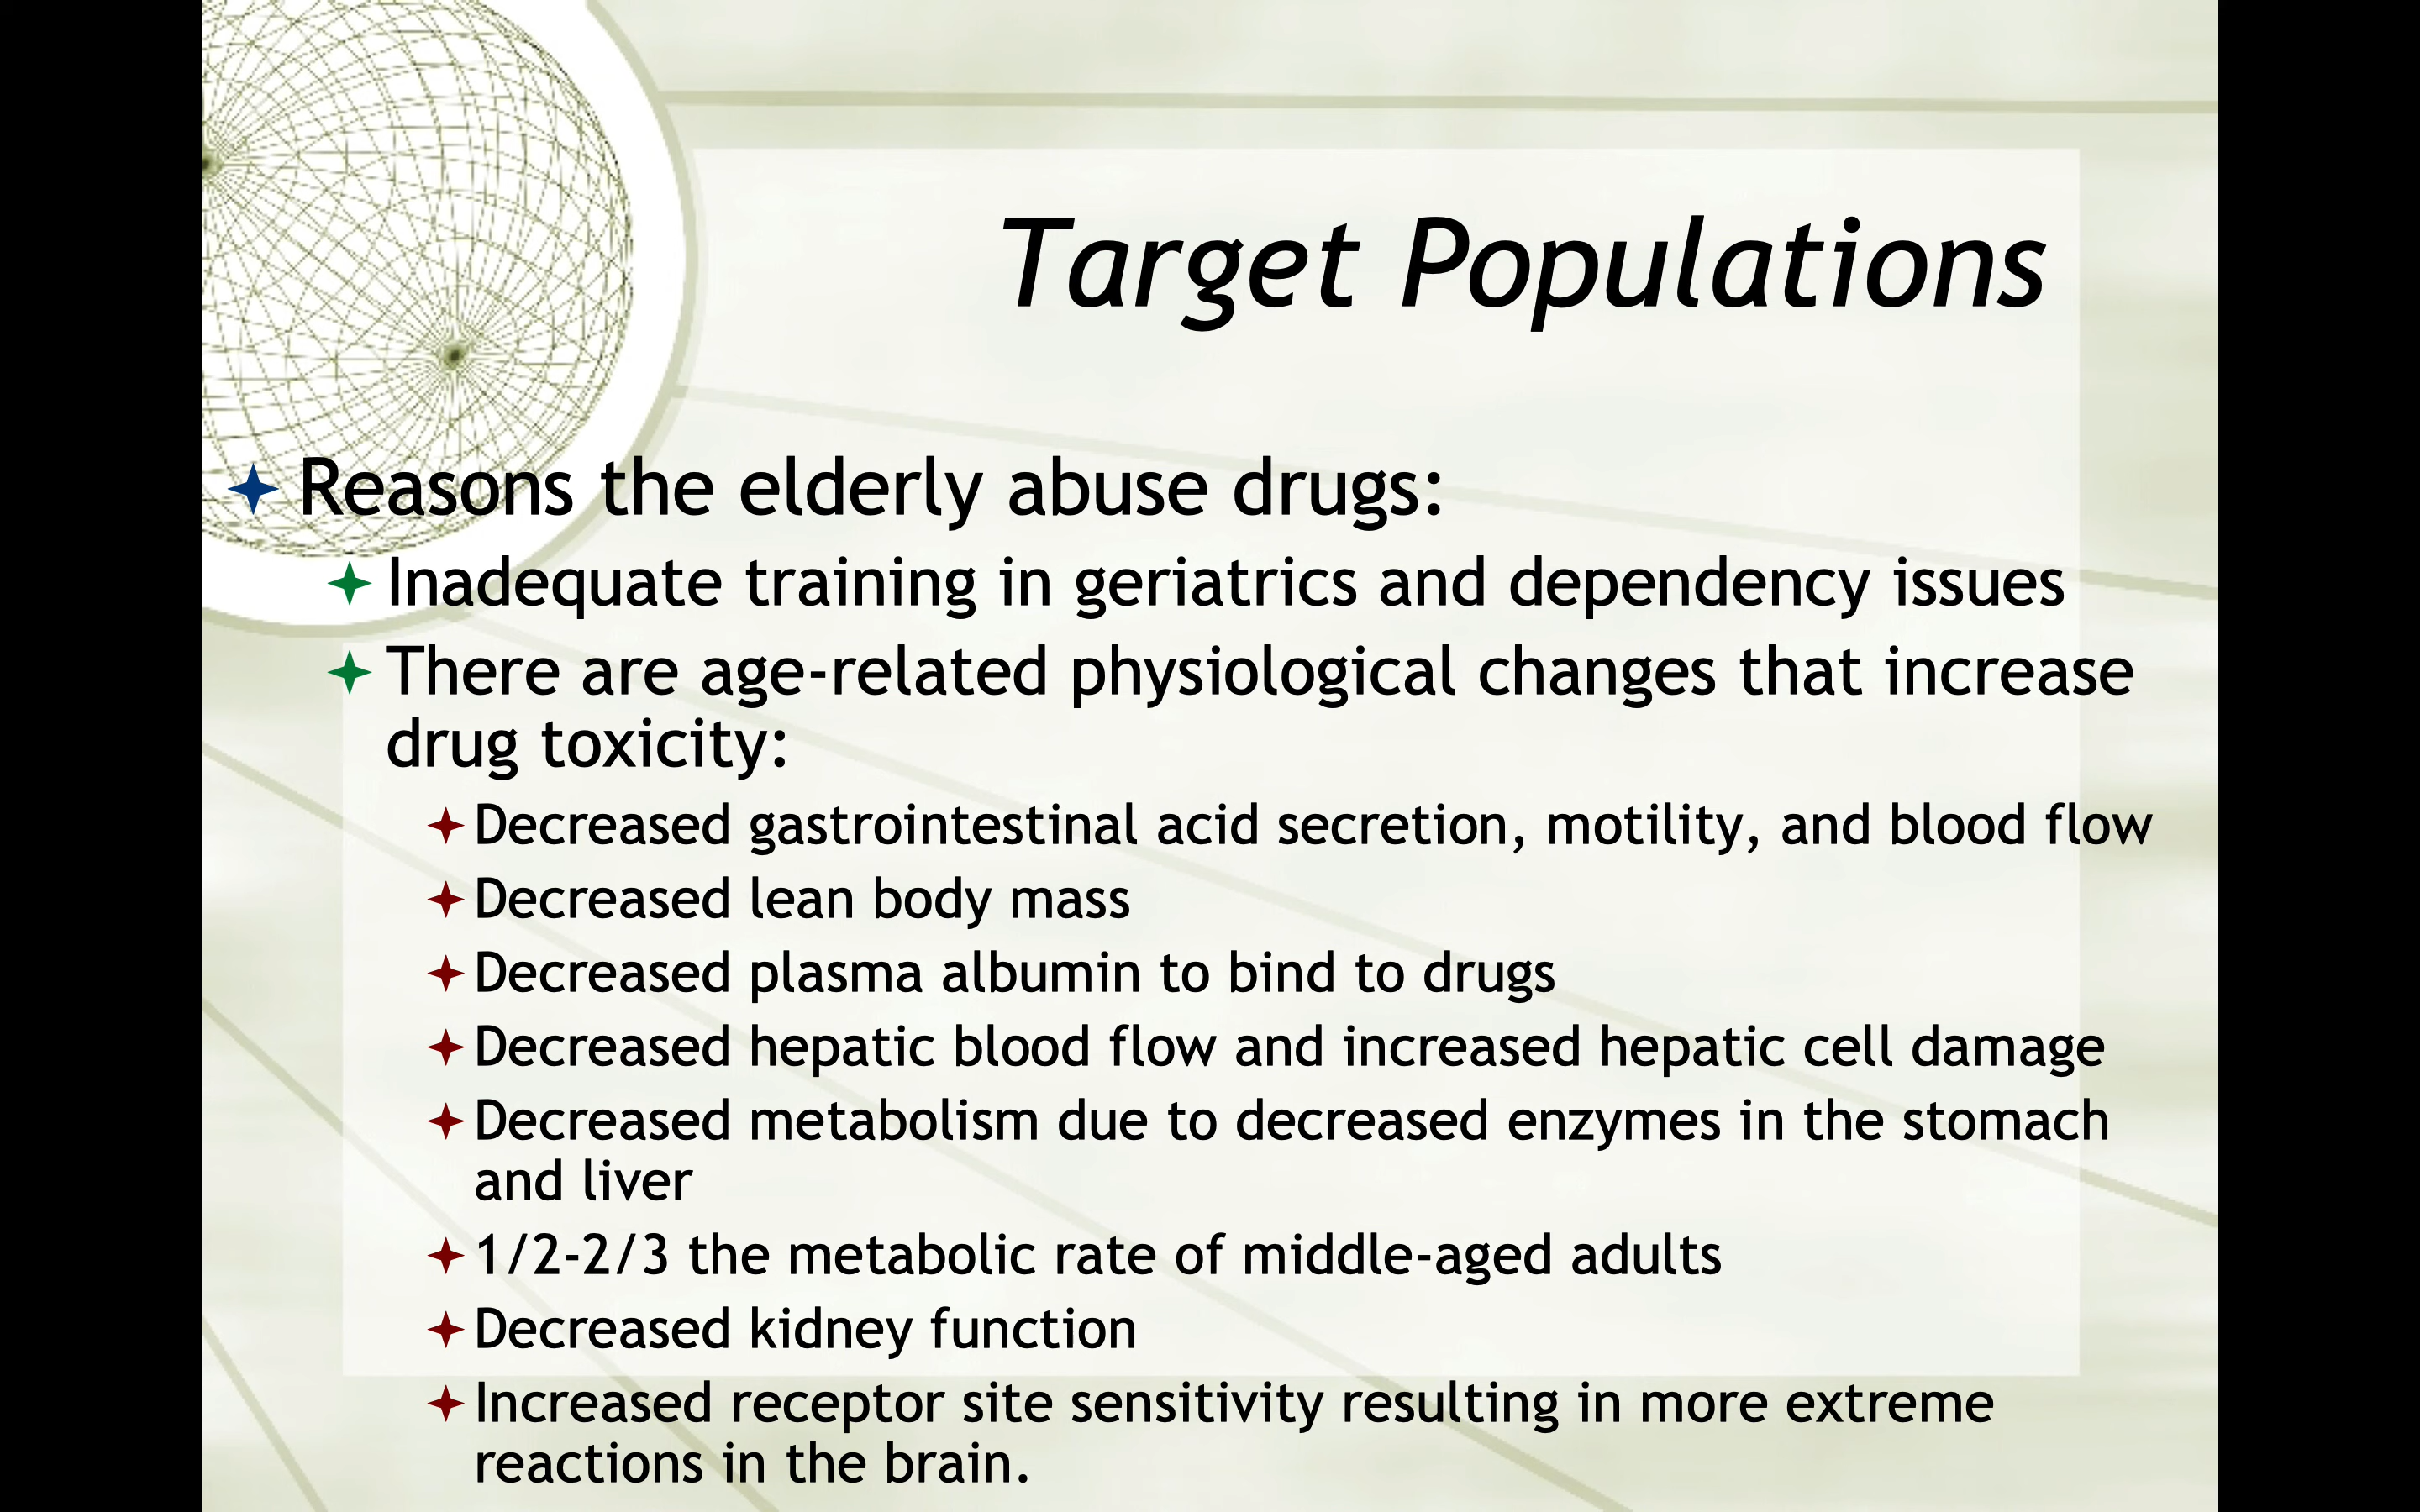 Target Populations
Reasons the elderly abuse drugs:
Inadequate training in geriatrics and dependency issues
There are age-related physiological changes that increase
drug toxicity:
Decreased gastrointestinal acid secretion, motility, and blood flow
Decreased lean body mass
Decreased plasma albumin to bind to drugs
Decreased hepatic blood flow and increased hepatic cell damage
Decreased metabolism due to decreased enzymes in the stomach
and liver
1/2-2/3 the metabolic rate of middle-aged adults
Decreased kidney function
Increased receptor site sensitivity resulting in more extreme
reactions in the brain.